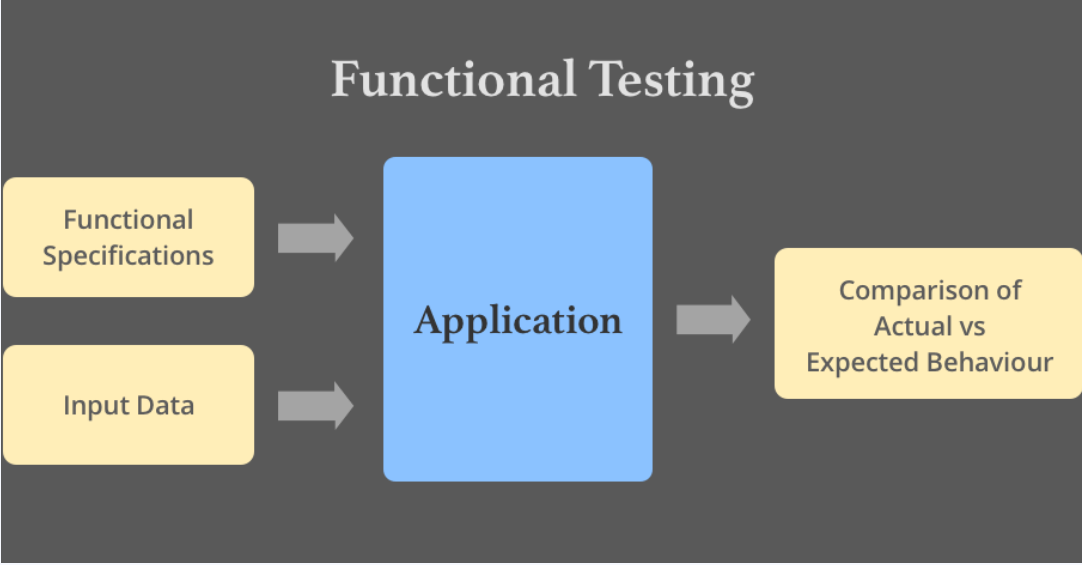 Functional Testing
Functional
Specifications
Input Data
Application
Comparison of
Actual vs
Expected Behaviour